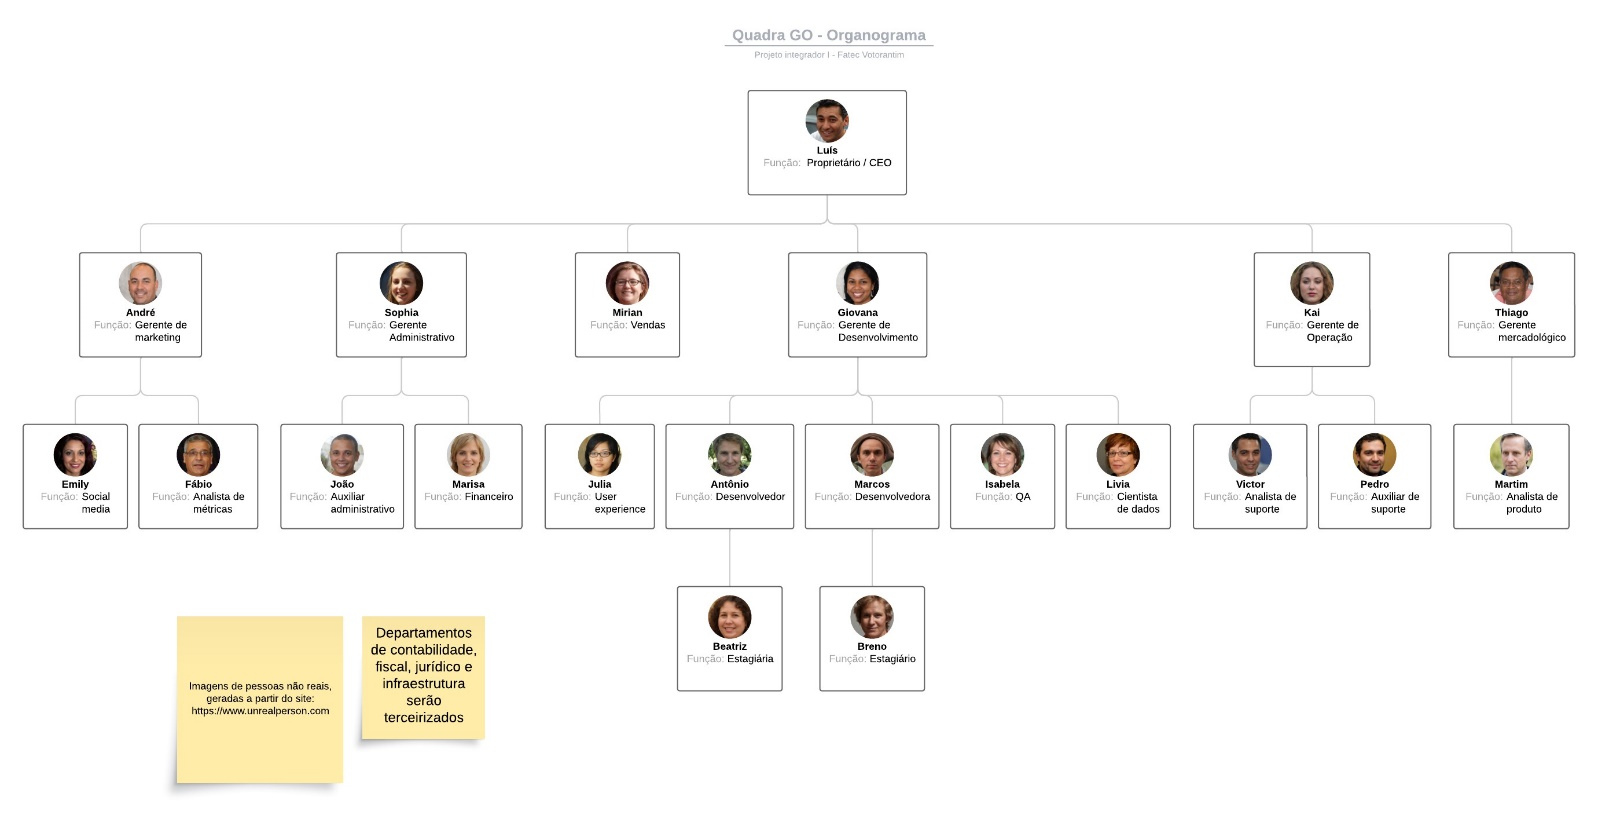 Quadra GO - Organograma
Projeto integrador I - Fatec Votorantim
Luís
Função: Proprietário / CEO
André
Função: Gerente de
marketing
Sophia
Função: Gerente
Administrativo
Mirian
Função: Vendas
Giovana
Função: Gerente de
Desenvolvimento
Kai
Função: Gerente de
Operação
Thiago
Função: Gerente
mercadológico
Emily
Função: Social
media
Fábio
Função: Analista de
métricas
João
Função: Auxiliar
administrativo
Marisa
Função: Financeiro
Julia
Função: User
experience
Antônio
Função: Desenvolvedor
Marcos
Função: Desenvolvedora
Isabela
Função: QA
Livia
Função: Cientista
de dados
Victor
Função: Analista de
suporte
Pedro
Função: Auxiliar de
suporte
Martim
Função: Analista de
produto
Beatriz
Função: Estagiária
Breno
Função: Estagiário
Imagens de pessoas não reais,
geradas a partir do site:
https://www.unrealperson.com
Departamentos
de contabilidade,
fiscal, jurídico e
infraestrutura
serão
terceirizados